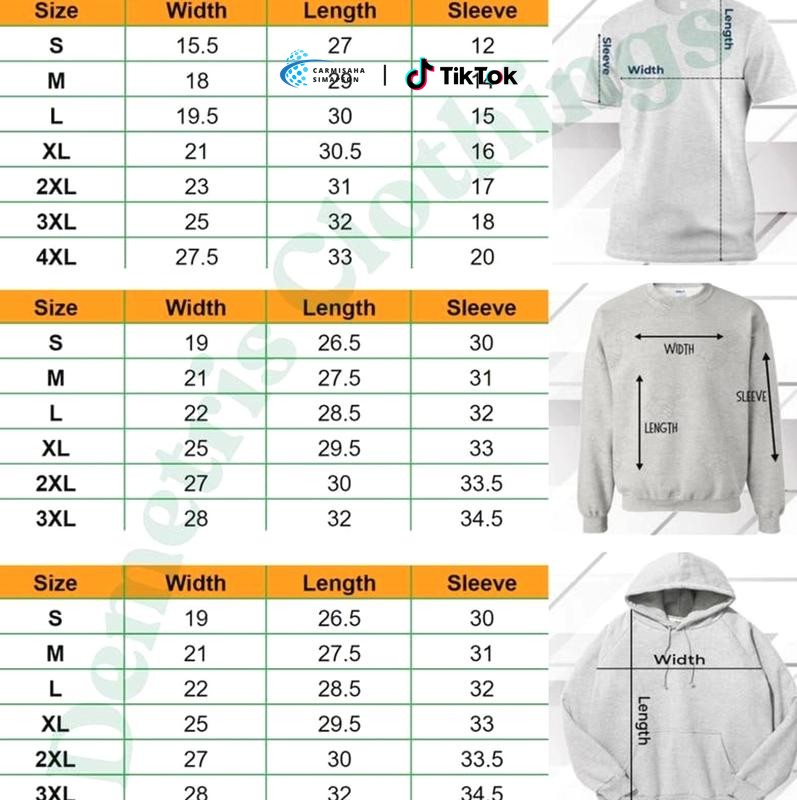 Size Width Length Sleeve
S 15.5 27 12
M 18 29 14
L 19.5 30 15
XL 21 30.5 16
2XL 23 31 17
3XL 25 32 18
4XL 27.5 33 20
CARMISAHA
SIMAPSON
TikTok
Sleeve
Width
Length
Size Width Length Sleeve
S 19 26.5 30
M 21 27.5 31
L 22 28.5 32
XL 25 29.5 33
2XL 27 30 33.5
3XL 28 32 34.5
WIDTH
SLEEVE
LENGTH
Size Width Length Sleeve
S 19 26.5 30
M 21 27.5 31
L 22 28.5 32
XL 25 29.5 33
2XL 27 30 33.5
3XL 28 32 34.5
Width
Length
Demetris Clothings